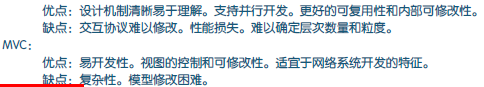 优点：设计机制清晰易于理解。支持并行开发。更好的可复用性和内部可修改性。
缺点：交互协议难以修改。性能损失。难以确定层次数量和粒度。
MVC：
优点：易开发性。视图的控制和可修改性。适宜于网络系统开发的特征。
缺点：复杂性。模型修改困难。